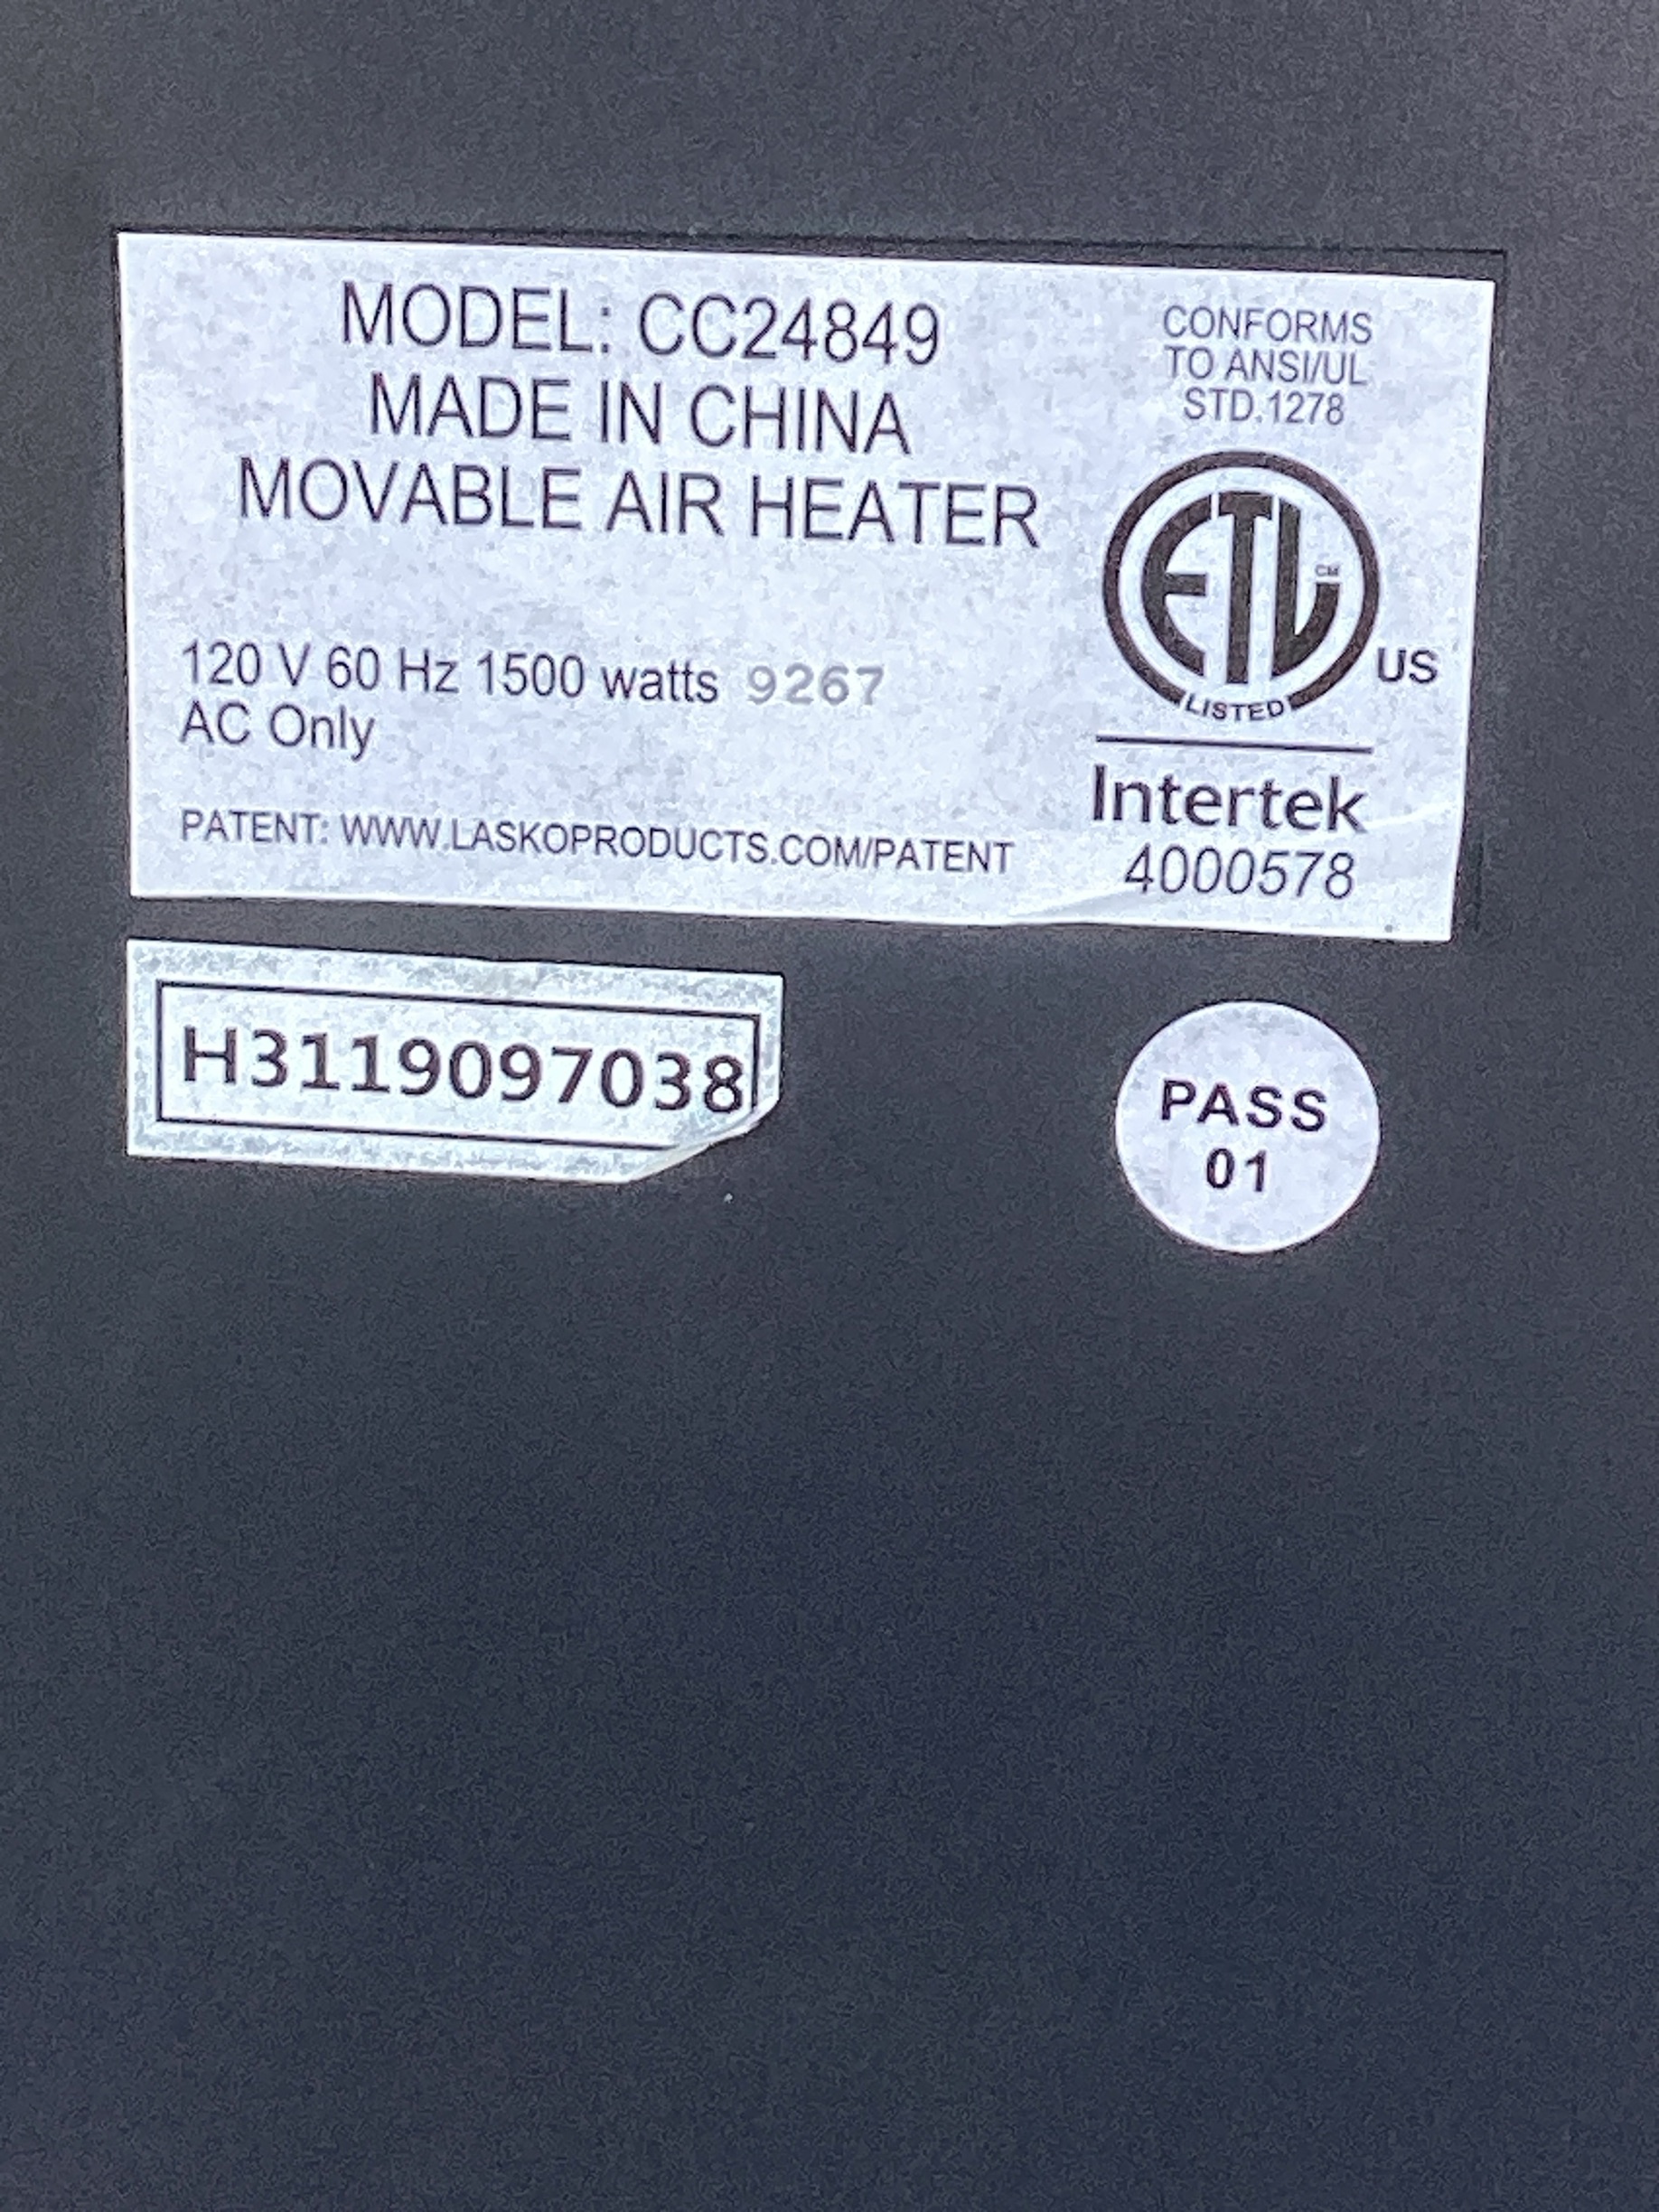 MODEL: CC24849
MADE IN CHINA
MOVABLE AIR HEATER
120 V 60 Hz 1500 watts 9267
AC Only
PATENT: WWW.LASKOPRODUCTS.COM/PATENT
CONFORMS
TO ANSI/UL
STD.1278
ETL CM
LISTED
US
Intertek
4000578
H3119097038
PASS
01